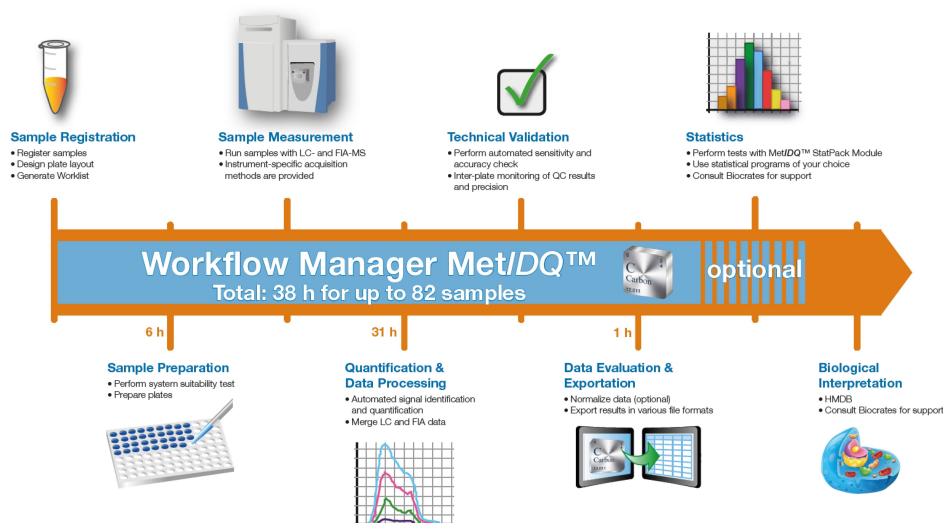 Sample Registration
• Register samples
• Design plate layout
• Generate Worklist
Sample Measurement
• Run samples with LC- and FIA-MS
• Instrument-specific acquisition
methods are provided
Technical Validation
• Perform automated sensitivity and
accuracy check
• Inter-plate monitoring of QC results
and precision
Statistics
• Perform tests with MetIDQ™ StatPack Module
• Use statistical programs of your choice
• Consult Biocrates for support
Workflow Manager MetIDQ™
Total: 38 h for up to 82 samples
C
Carbon
optional
6 h
31 h
1 h
Sample Preparation
• Perform system suitability test
• Prepare plates
Quantification &
Data Processing
• Automated signal identification
and quantification
• Merge LC and FIA data
Data Evaluation &
Exportation
• Normalize data (optional)
• Export results in various file formats
C
Carbon
Biological
Interpretation
• HMDB
• Consult Biocrates for support